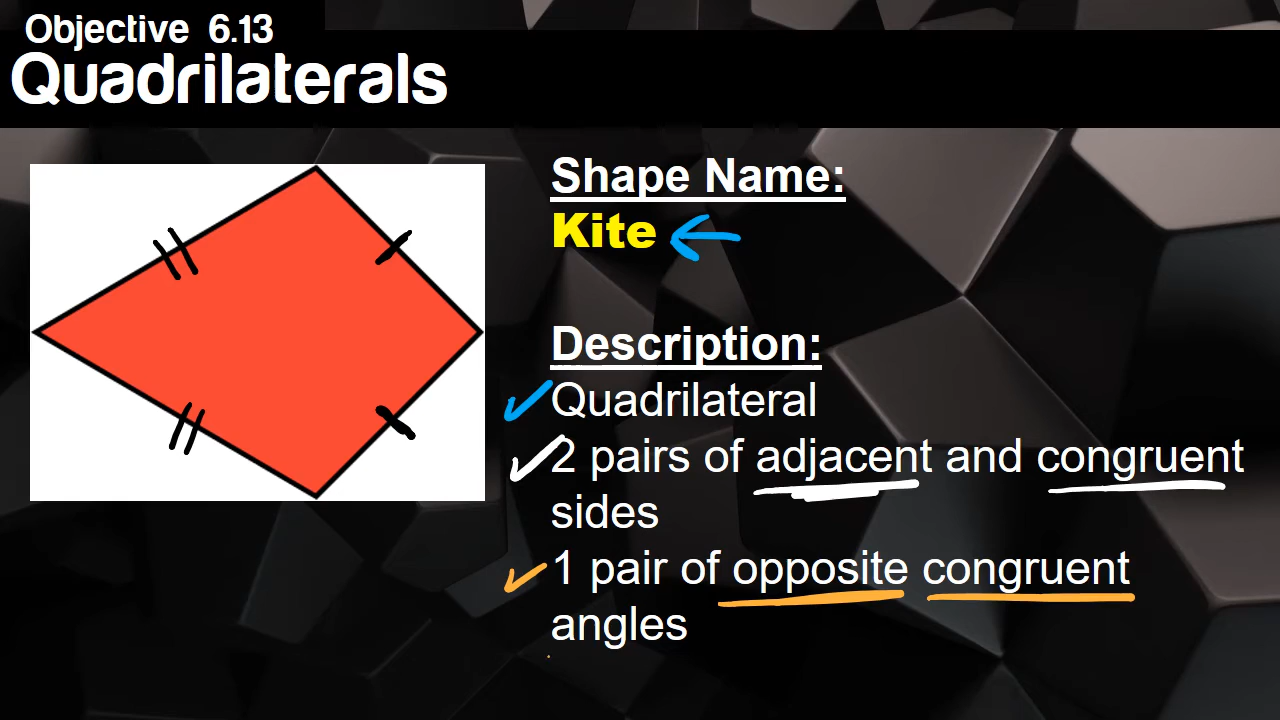 Objective 6.13
Quadrilaterals
Shape Name:
Kite
Description:
Quadrilateral
2 pairs of adjacent and congruent
sides
1 pair of opposite congruent
angles